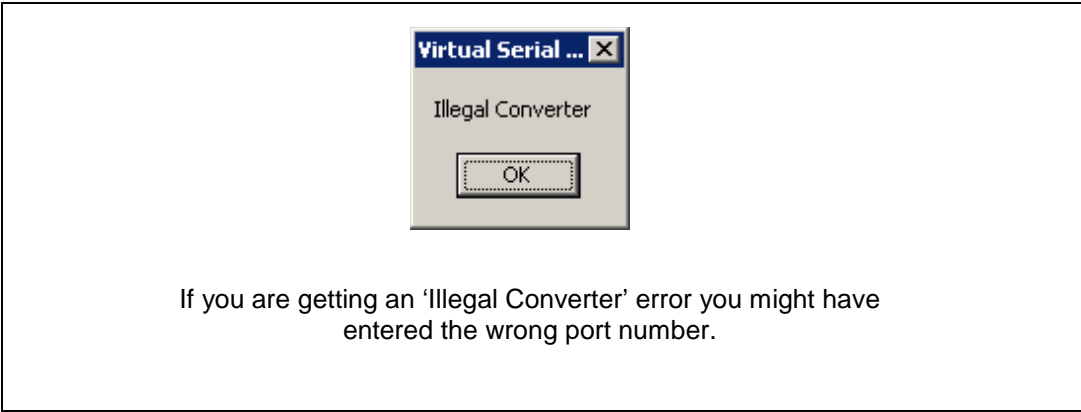 Virtual Serial ...
Illegal Converter
OK
If you are getting an ‘Illegal Converter’ error you might have
entered the wrong port number.